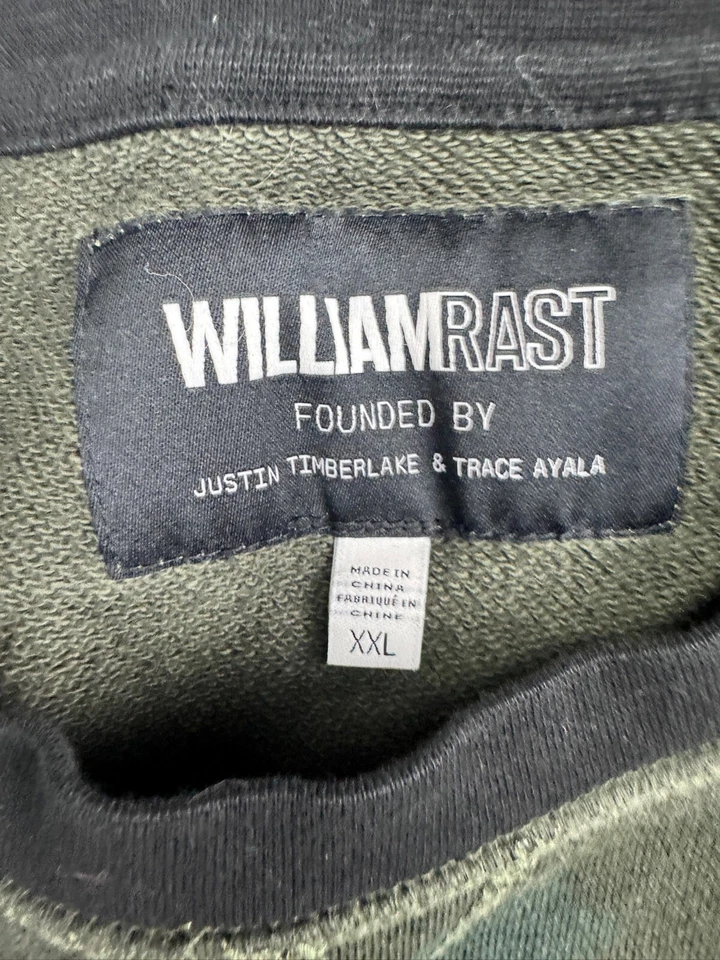 WILLIAMRAST
FOUNDED BY
JUSTIN TIMBERLAKE & TRACE AYALA
MADE IN
CHINA
FABRIQUÉ EN
CHINE
XXL